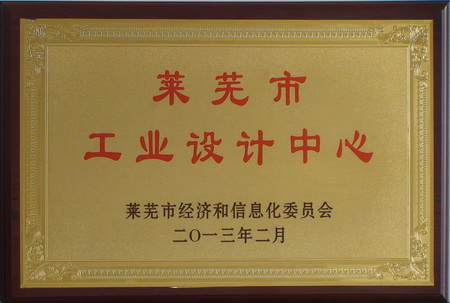 莱芜市
工业设计中心
莱芜市经济和信息化委员会
二〇一三年二月